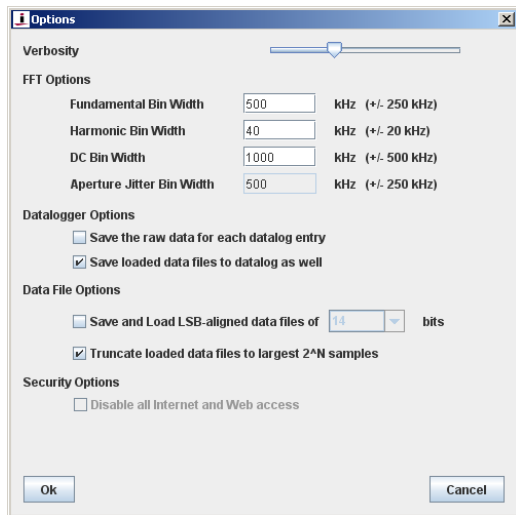 Options
Verbosity
FFT Options
Fundamental Bin Width 500 kHz (+/- 250 kHz)
Harmonic Bin Width 40 kHz (+/- 20 kHz)
DC Bin Width 1000 kHz (+/- 500 kHz)
Aperture Jitter Bin Width 500 kHz (+/- 250 kHz)
Datalogger Options
Save the raw data for each datalog entry
Save loaded data files to datalog as well
Data File Options
Save and Load LSB-aligned data files of 14 bits
Truncate loaded data files to largest 2^N samples
Security Options
Disable all Internet and Web access
Ok Cancel